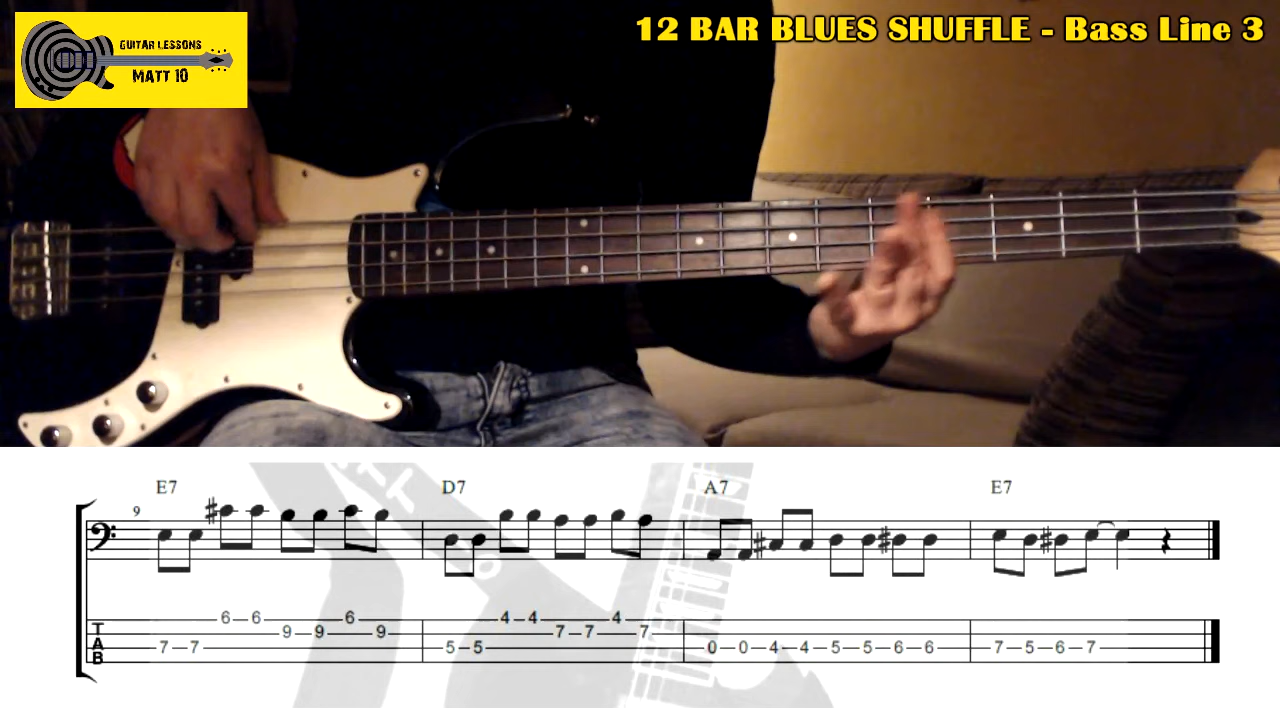 GUITAR LESSONS
MATT 10
12 BAR BLUES SHUFFLE - Bass Line 3
E7 D7 A7 E7
9
T
A
B
6 6 6 4 4 4
9 9 9 7 7 7
7 7 5 5 0 0 4 4 5 5 6 6 7 5 6 7